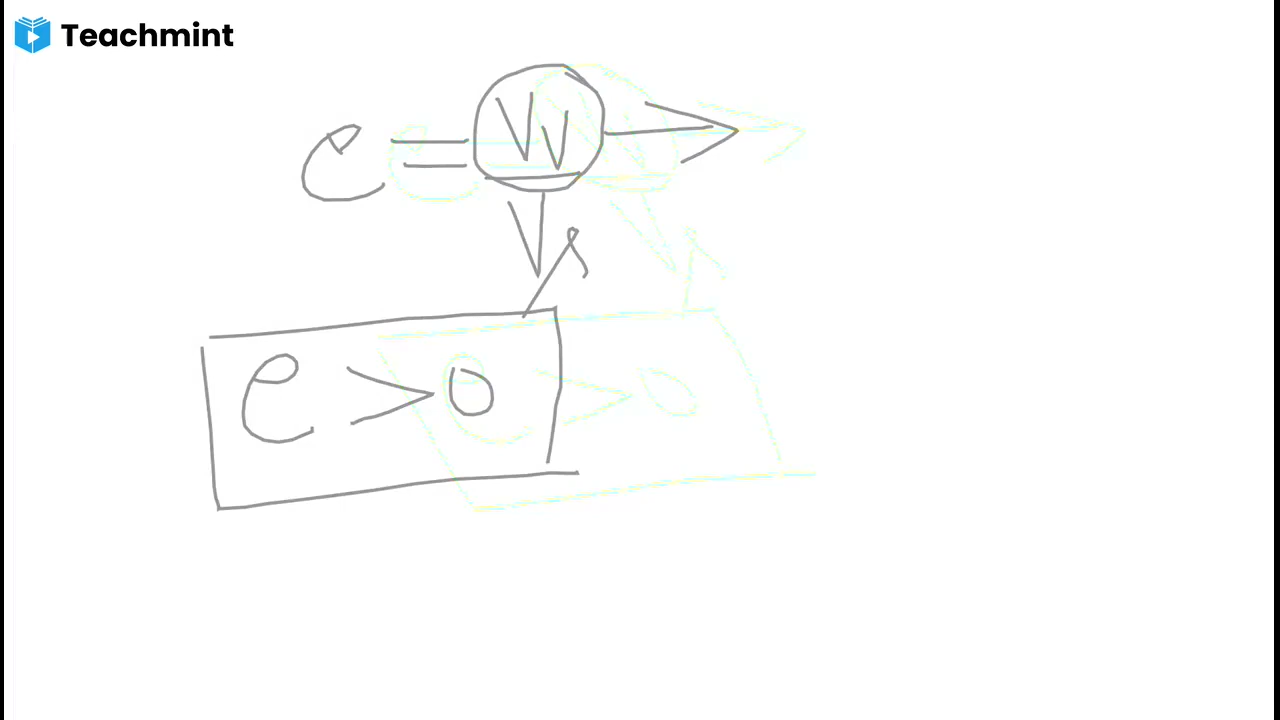 Teachmint
e = W
e > 0